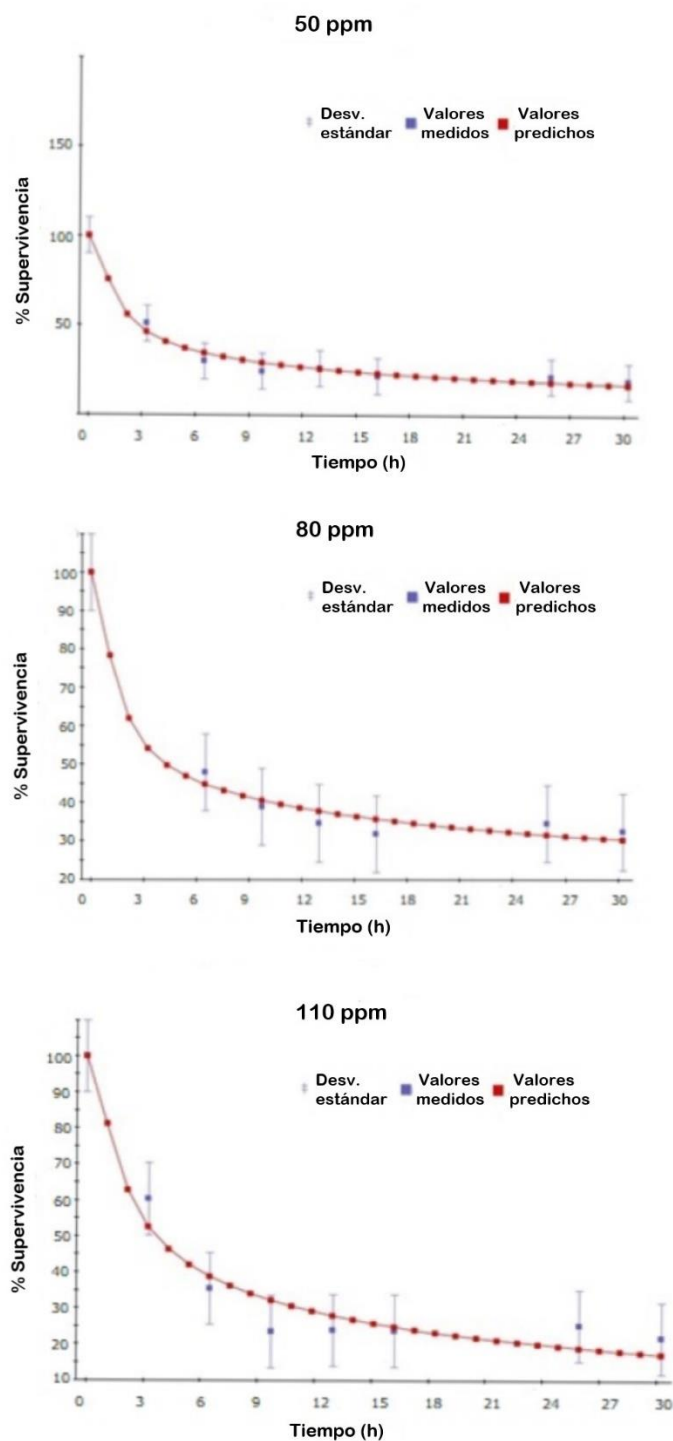 50 ppm
Desv. estándar
Valores medidos
Valores predichos
% Supervivencia
150
100
50
0 3 6 9 12 15 18 21 24 27 30
Tiempo (h)
80 ppm
Desv. estándar
Valores medidos
Valores predichos
% Supervivencia
100
90
80
70
60
50
40
30
20
0 3 6 9 12 15 18 21 24 27 30
Tiempo (h)
110 ppm
Desv. estándar
Valores medidos
Valores predichos
% Supervivencia
100
90
80
70
60
50
40
30
20
10
0 3 6 9 12 15 18 21 24 27 30
Tiempo (h)